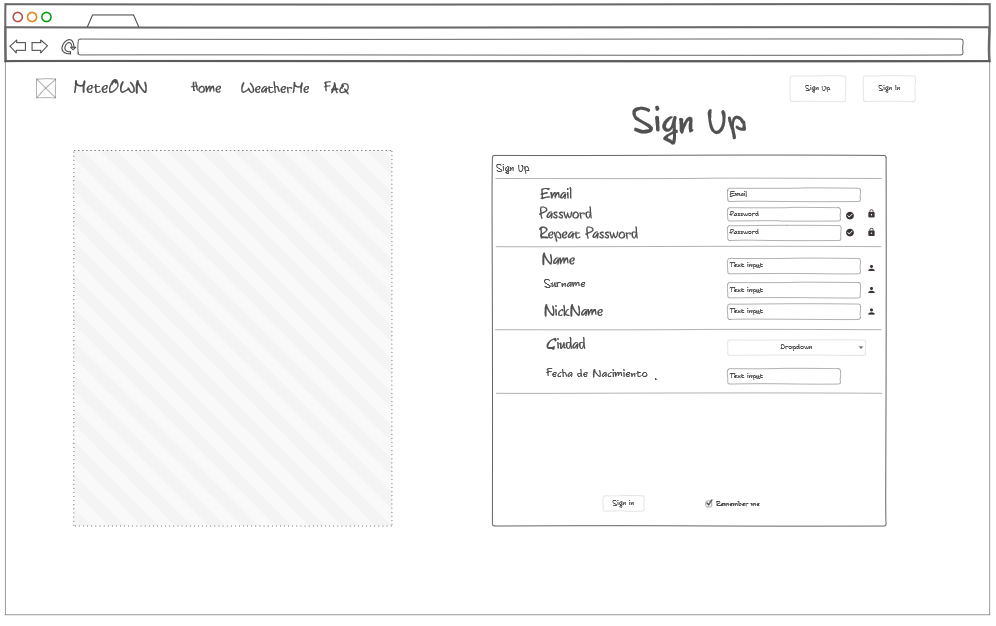 MeteOWN Home WeatherMe FAQ Sign Up Sign In
Sign Up
Sign Up
Email Email
Password Password
Repeat Password Password
Name Text input
Surname Text input
NickName Text input
Ciudad Dropdown
Fecha de Nacimiento . Text input
Sign in Remember me